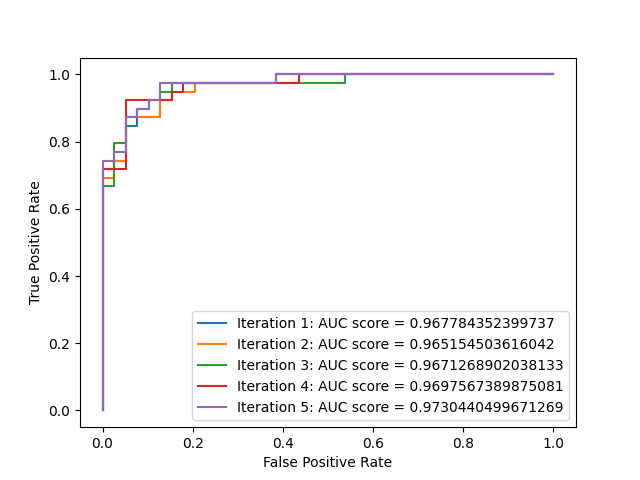 1.0
0.8
0.6
0.4
0.2
0.0
True Positive Rate
Iteration 1: AUC score = 0.967784352399737
Iteration 2: AUC score = 0.965154503616042
Iteration 3: AUC score = 0.9671268902038133
Iteration 4: AUC score = 0.9697567389875081
Iteration 5: AUC score = 0.9730440499671269
0.0 0.2 0.4 0.6 0.8 1.0
False Positive Rate